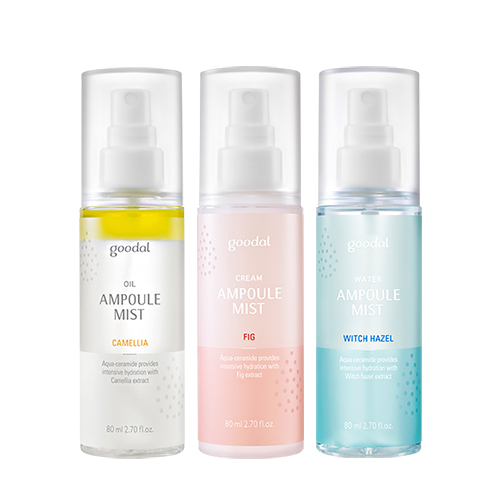 goodal
OIL
AMPOULE
MIST
CAMELLIA
Aqua-ceramide provides
intensive hydration with
Camellia extract
80 ml 2.70 fl.oz.
goodal
CREAM
AMPOULE
MIST
FIG
Aqua-ceramide provides
intensive hydration with
Fig extract
80 ml 2.70 fl.oz.
goodal
WATER
AMPOULE
MIST
WITCH HAZEL
Aqua-ceramide provides
intensive hydration with
Witch hazel extract
80 ml 2.70 fl.oz.